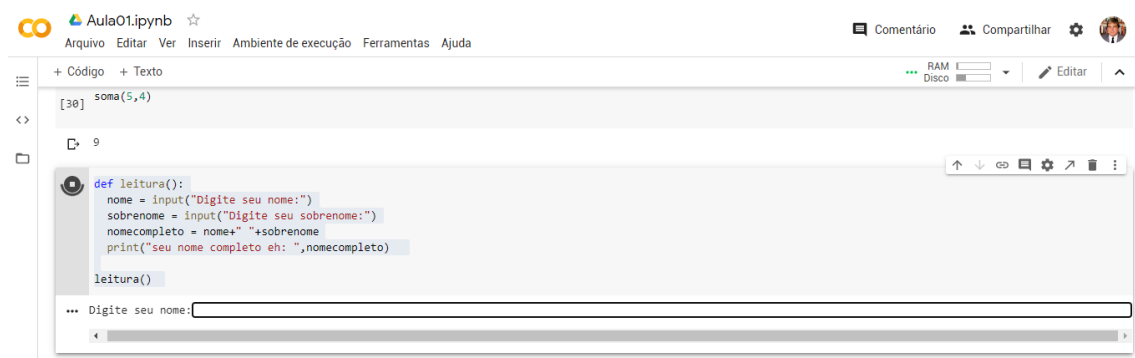 CO Aula01.ipynb
Comentário Compartilhar
Arquivo Editar Ver Inserir Ambiente de execução Ferramentas Ajuda
+ Código + Texto
RAM
Disco
Editar
[30] soma(5,4)
9
def leitura():
nome = input("Digite seu nome:")
sobrenome = input("Digite seu sobrenome:")
nomecompleto = nome+" "+sobrenome
print("seu nome completo eh: ",nomecompleto)
leitura()
... Digite seu nome: